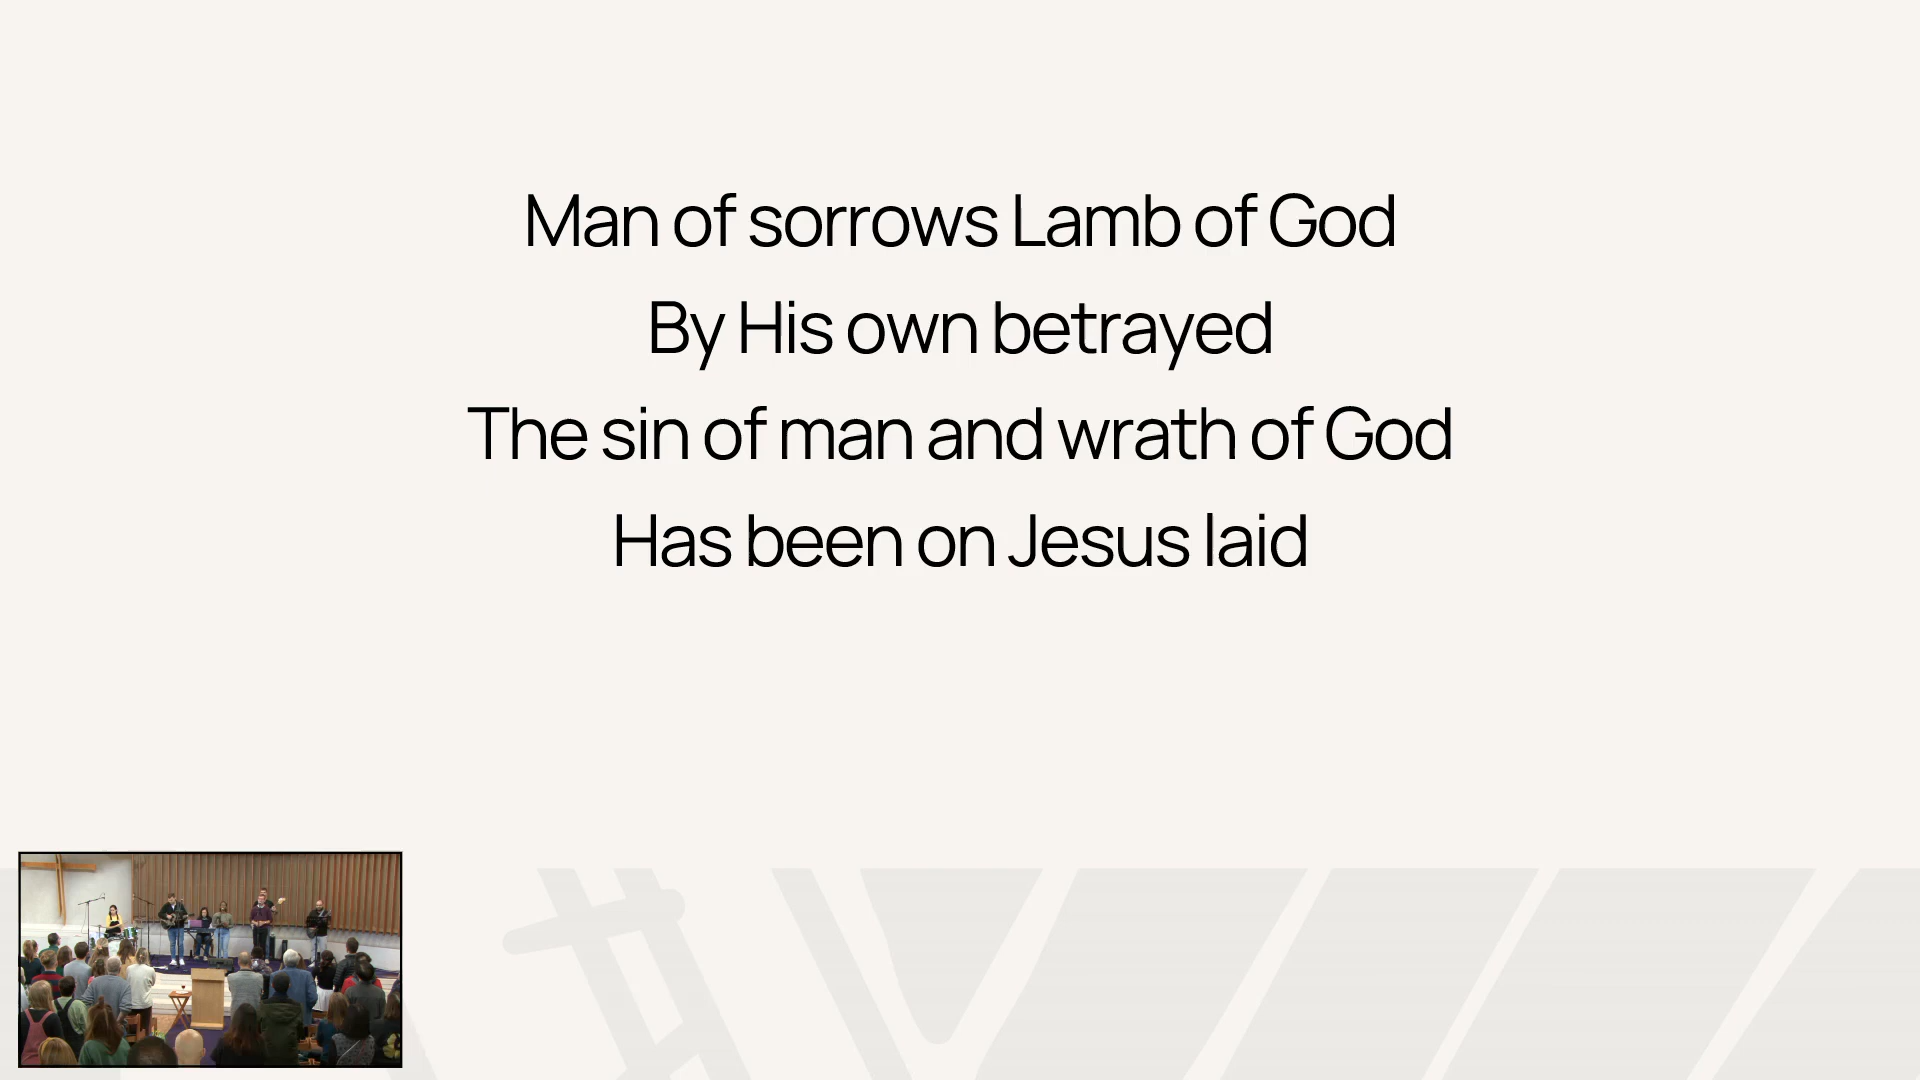 Man of sorrows Lamb of God
By His own betrayed
The sin of man and wrath of God
Has been on Jesus laid